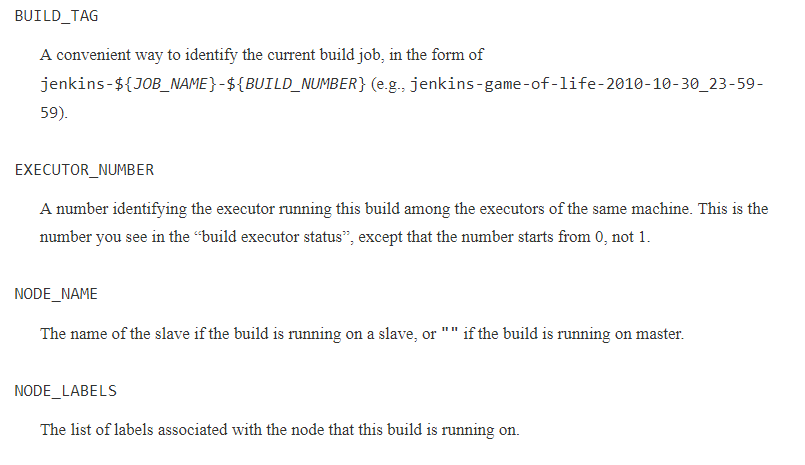 BUILD_TAG
A convenient way to identify the current build job, in the form of
jenkins-${JOB_NAME}-${BUILD_NUMBER} (e.g., jenkins-game-of-life-2010-10-30_23-59-
59).
EXECUTOR_NUMBER
A number identifying the executor running this build among the executors of the same machine. This is the
number you see in the “build executor status”, except that the number starts from 0, not 1.
NODE_NAME
The name of the slave if the build is running on a slave, or "" if the build is running on master.
NODE_LABELS
The list of labels associated with the node that this build is running on.